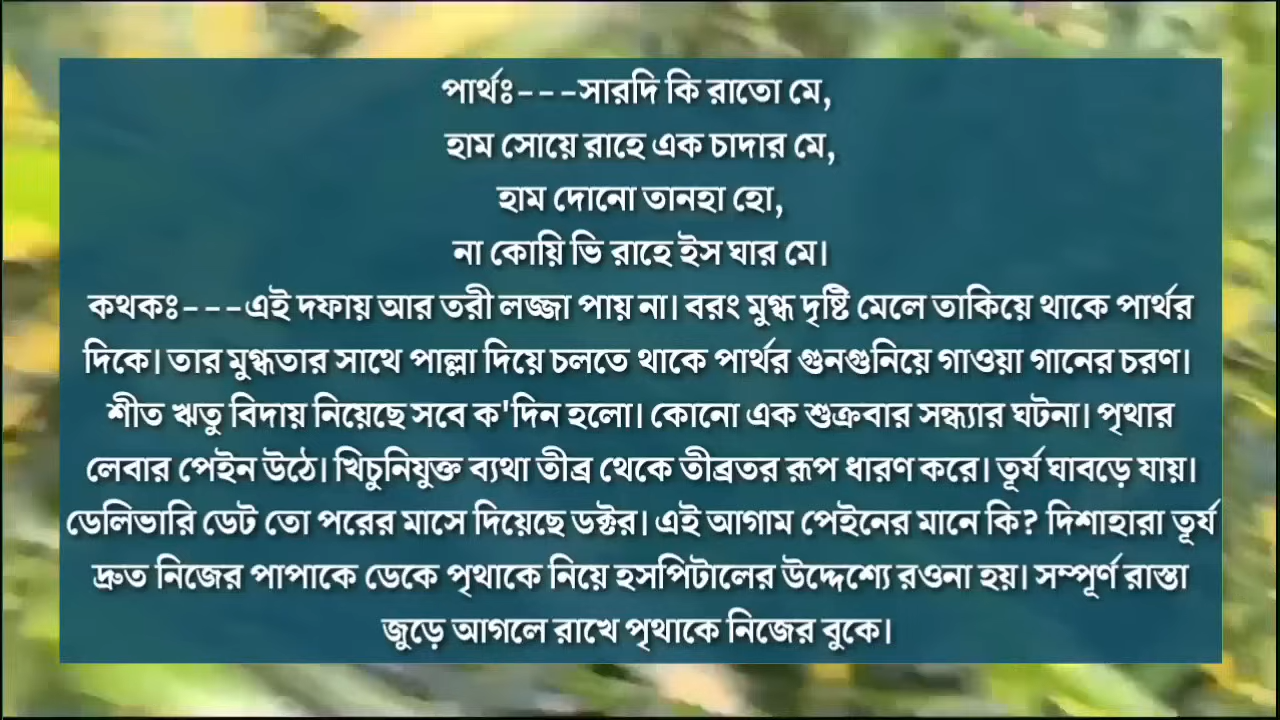 পার্থঃ---সারদি কি রাতো মে,
হাম সোয়ে রাহে এক চাদার মে,
হাম দোনো তানহা হো,
না কোয়ি ভি রাহে ইস ঘার মে।
কথকঃ---এই দফায় আর তরী লজ্জা পায় না। বরং মুগ্ধ দৃষ্টি মেলে তাকিয়ে থাকে পার্থর
দিকে। তার মুগ্ধতার সাথে পাল্লা দিয়ে চলতে থাকে পার্থর গুনগুনিয়ে গাওয়া গানের চরণ।
শীত ঋতু বিদায় নিয়েছে সবে ক'দিন হলো। কোনো এক শুক্রবার সন্ধ্যার ঘটনা। পৃথার
লেবার পেইন উঠে। খিচুনিযুক্ত ব্যথা তীব্র থেকে তীব্রতর রূপ ধারণ করে। তূর্য ঘাবড়ে যায়।
ডেলিভারি ডেট তো পরের মাসে দিয়েছে ডক্টর। এই আগাম পেইনের মানে কি? দিশাহারা তূর্য
দ্রুত নিজের পাপাকে ডেকে পৃথাকে নিয়ে হসপিটালের উদ্দেশ্যে রওনা হয়। সম্পূর্ণ রাস্তা
জুড়ে আগলে রাখে পৃথাকে নিজের বুকে।